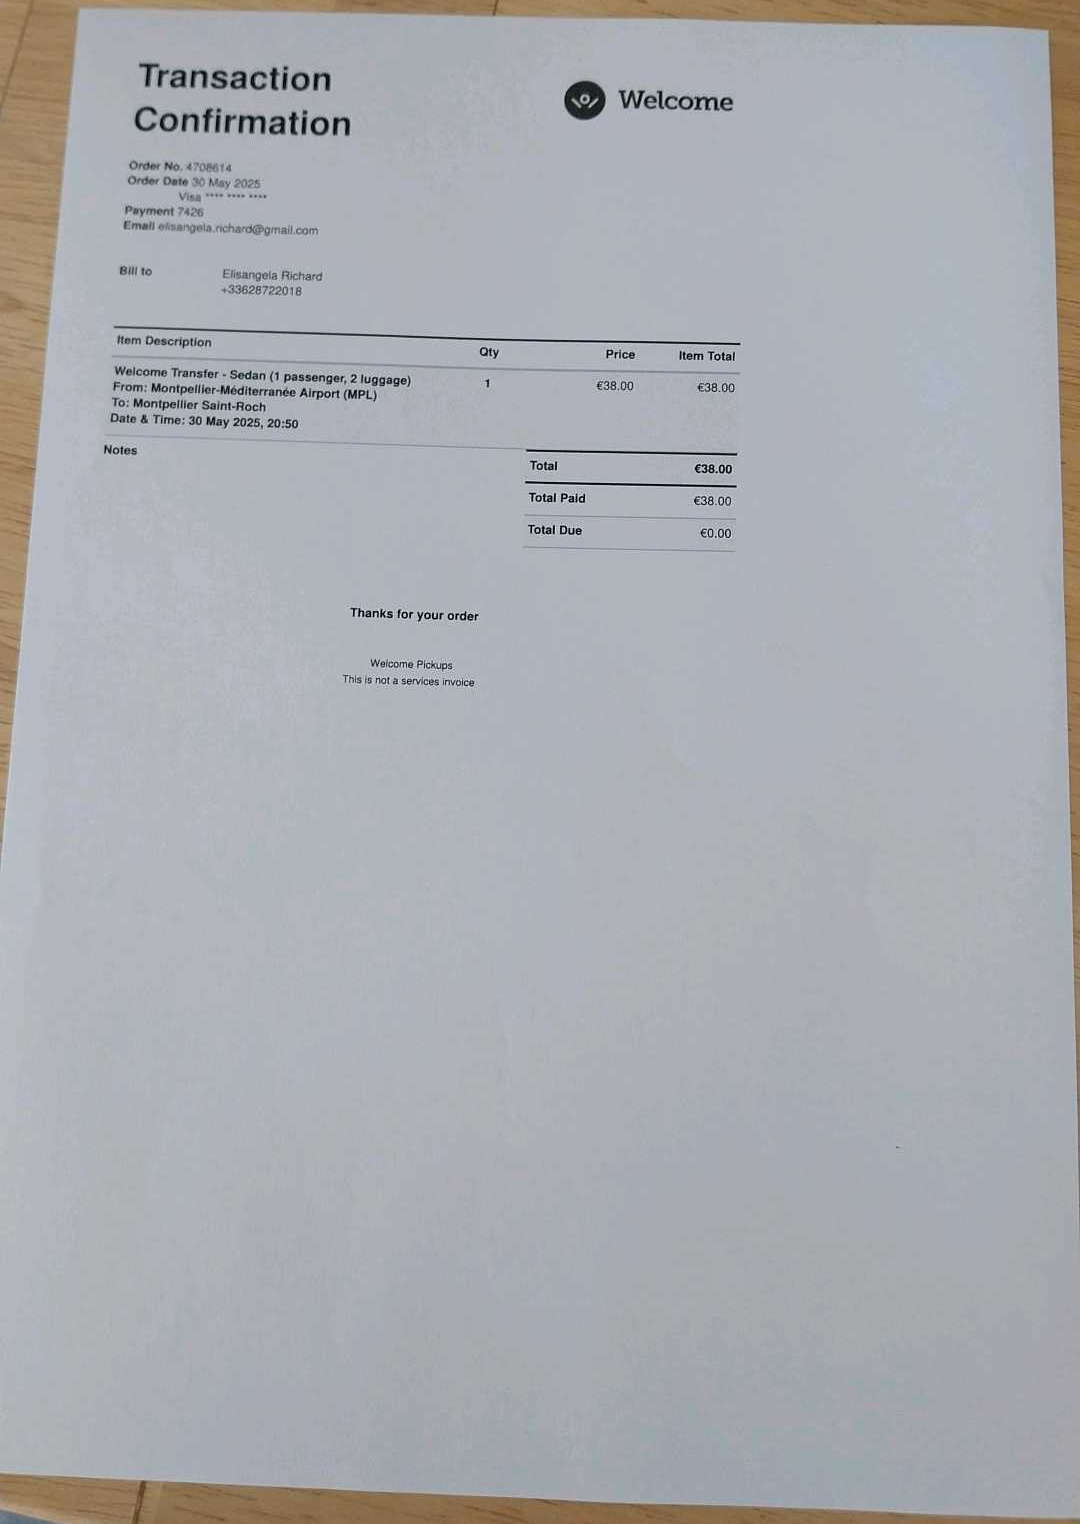 Transaction
Confirmation
Welcome
Order No. 4708614
Order Date 30 May 2025
Visa **** **** ****
Payment 7426
Email elisangela.richard@gmail.com
Bill to Elisangela Richard
+33628722018
Item Description Qty Price Item Total
Welcome Transfer - Sedan (1 passenger, 2 luggage) 1 €38.00 €38.00
From: Montpellier-Méditerranée Airport (MPL)
To: Montpellier Saint-Roch
Date & Time: 30 May 2025, 20:50
Notes
Total €38.00
Total Paid €38.00
Total Due €0.00
Thanks for your order
Welcome Pickups
This is not a services invoice